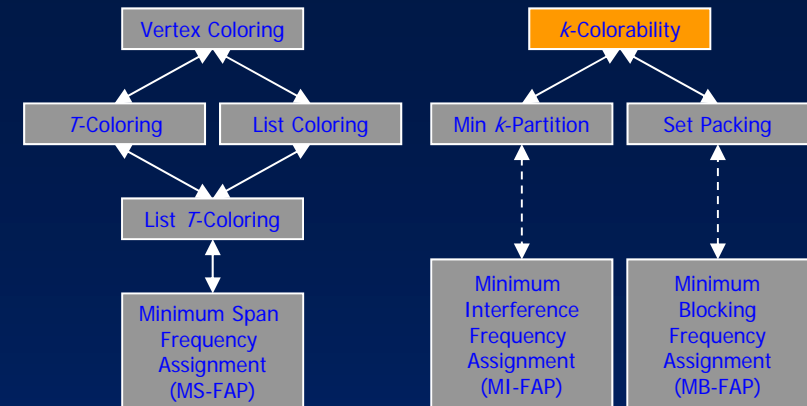 Vertex Coloring
k-Colorability
T-Coloring
List Coloring
Min k-Partition
Set Packing
List T-Coloring
Minimum Span
Frequency
Assignment
(MS-FAP)
Minimum
Interference
Frequency
Assignment
(MI-FAP)
Minimum
Blocking
Frequency
Assignment
(MB-FAP)